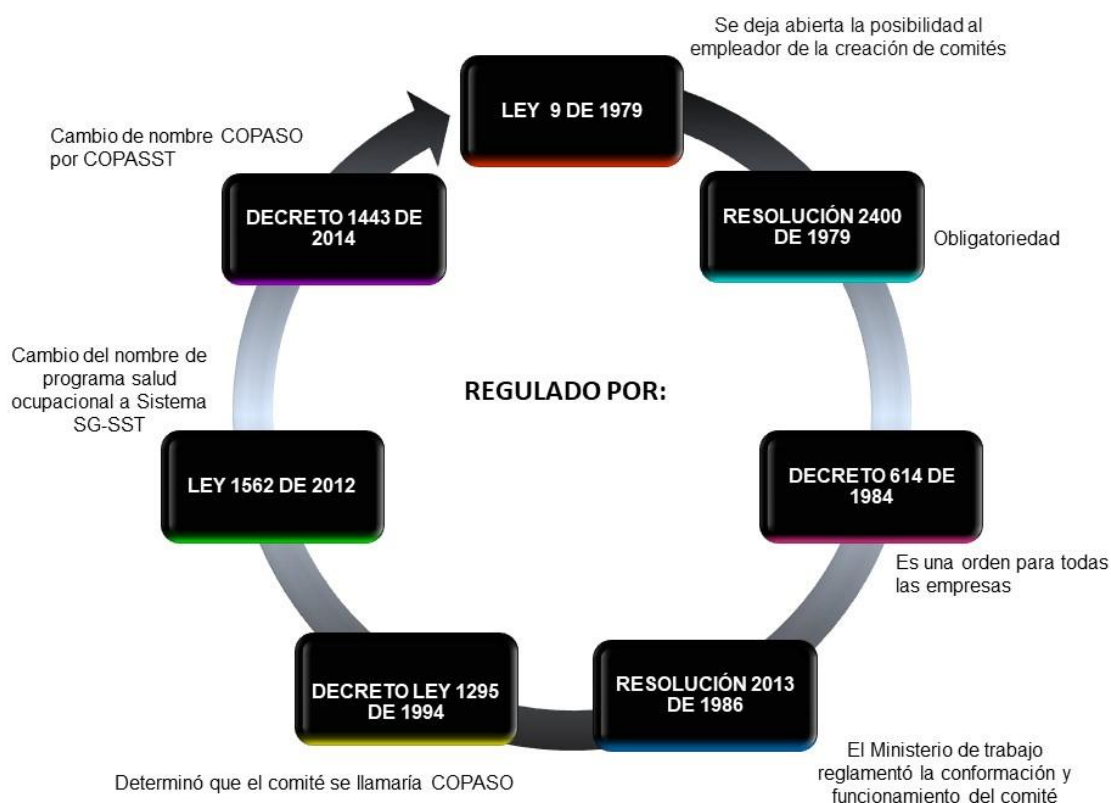 Se deja abierta la posibilidad al
empleador de la creación de comités
LEY 9 DE 1979
RESOLUCIÓN 2400
DE 1979
Obligatoriedad
DECRETO 614 DE
1984
Es una orden para todas
las empresas
RESOLUCIÓN 2013
DE 1986
El Ministerio de trabajo
reglamentó la conformación y
funcionamiento del comité
DECRETO LEY 1295
DE 1994
Determinó que el comité se llamaría COPASO
LEY 1562 DE 2012
Cambio del nombre de
programa salud
ocupacional a Sistema
SG-SST
DECRETO 1443 DE
2014
Cambio de nombre COPASO
por COPASST
REGULADO POR: